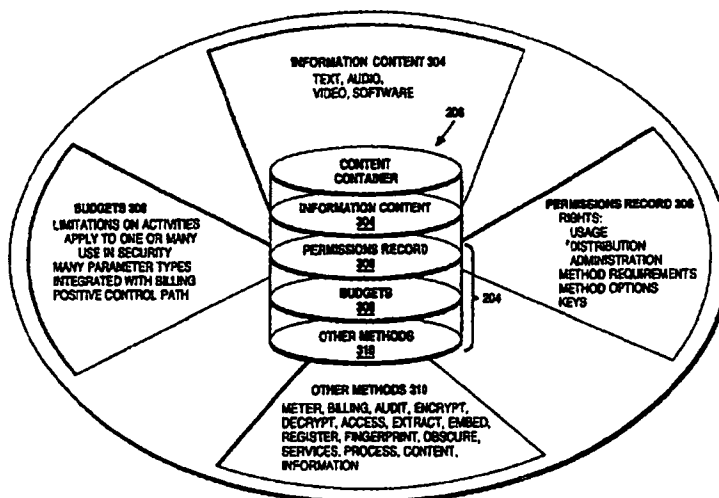 INFORMATION CONTENT 304
TEXT, AUDIO,
VIDEO, SOFTWARE
CONTENT
CONTAINER
INFORMATION CONTENT
304
PERMISSIONS RECORD
BUDGETS
OTHER METHODS
204
BUDGETS
LIMITATIONS ON ACTIVITIES
APPLY TO ONE OR MANY
USE IN SECURITY
MANY PARAMETER TYPES
INTEGRATED WITH BILLING
POSITIVE CONTROL PATH
PERMISSIONS RECORD
RIGHTS:
USAGE
DISTRIBUTION
ADMINISTRATION
METHOD REQUIREMENTS
METHOD OPTIONS
KEYS
OTHER METHODS 310
METER, BILLING, AUDIT, ENCRYPT,
DECRYPT, ACCESS, EXTRACT, EMBED,
REGISTER, FINGERPRINT, OBSCURE,
SERVICES, PROCESS, CONTENT,
INFORMATION